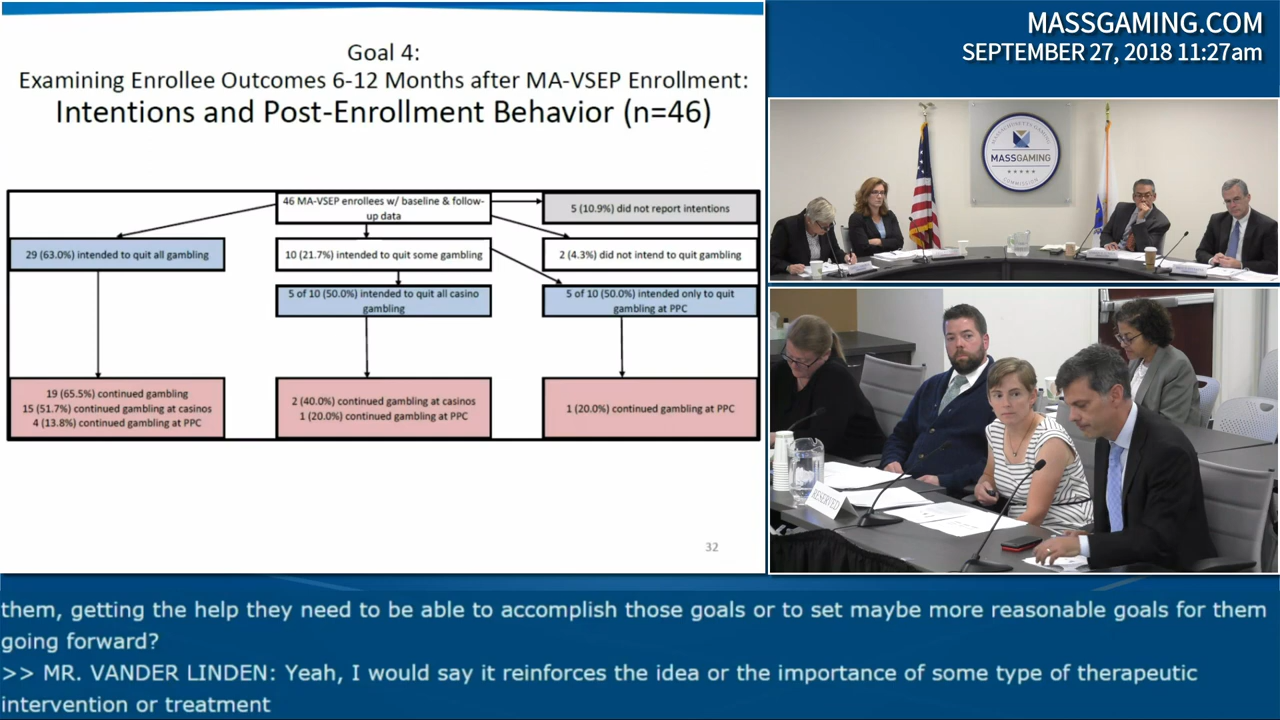 Goal 4:
Examining Enrollee Outcomes 6-12 Months after MA-VSEP Enrollment:
Intentions and Post-Enrollment Behavior (n=46)
46 MA-VSEP enrollees w/ baseline & follow-
up data
5 (10.9%) did not report intentions
29 (63.0%) intended to quit all gambling
10 (21.7%) intended to quit some gambling
2 (4.3%) did not intend to quit gambling
5 of 10 (50.0%) intended to quit all casino
gambling
5 of 10 (50.0%) intended only to quit
gambling at PPC
19 (65.5%) continued gambling
15 (51.7%) continued gambling at casinos
4 (13.8%) continued gambling at PPC
2 (40.0%) continued gambling at casinos
1 (20.0%) continued gambling at PPC
1 (20.0%) continued gambling at PPC
32
MASSGAMING.COM
SEPTEMBER 27, 2018 11:27am
MASSGAMING
RESERVED
them, getting the help they need to be able to accomplish those goals or to set maybe more reasonable goals for them
going forward?
>> MR. VANDER LINDEN: Yeah, I would say it reinforces the idea or the importance of some type of therapeutic
intervention or treatment